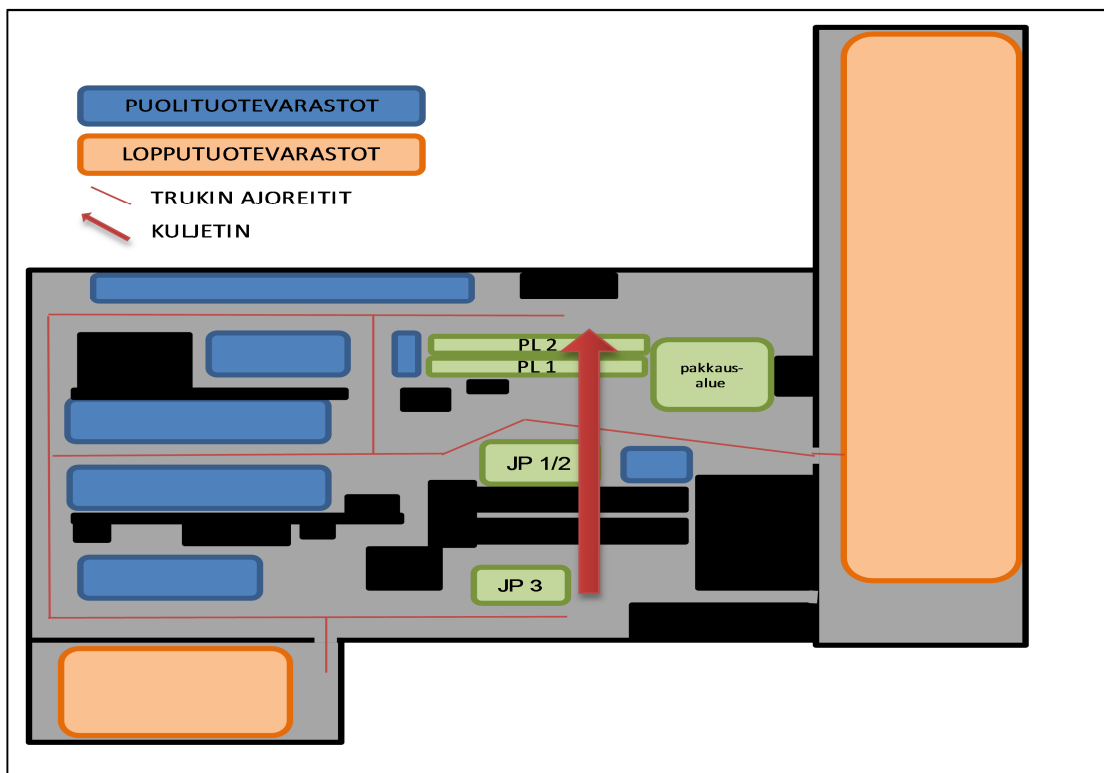 PUOLITUOTEVARASTOT
LOPPUTUOTEVARASTOT
TRUKIN AJOREITIT
KULJETIN
PL 2
PL 1
pakkaus-
alue
JP 1/2
JP 3